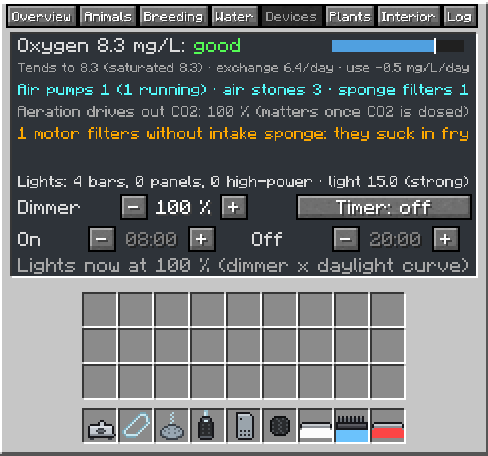 Overview Animals Breeding Water Devices Plants Interior Log
Oxygen 8.3 mg/L: good
Tends to 8.3 (saturated 8.3) · exchange 6.4/day · use -0.5 mg/L/day
Air pumps 1 (1 running) · air stones 3 · sponge filters 1
Aeration drives out CO2: 100 % (matters once CO2 is dosed)
1 motor filters without intake sponge: they suck in fry
Lights: 4 bars, 0 panels, 0 high-power · light 15.0 (strong)
Dimmer - 100 % + Timer: off
On - 08:00 + Off - 20:00 +
Lights now at 100 % (dimmer x daylight curve)